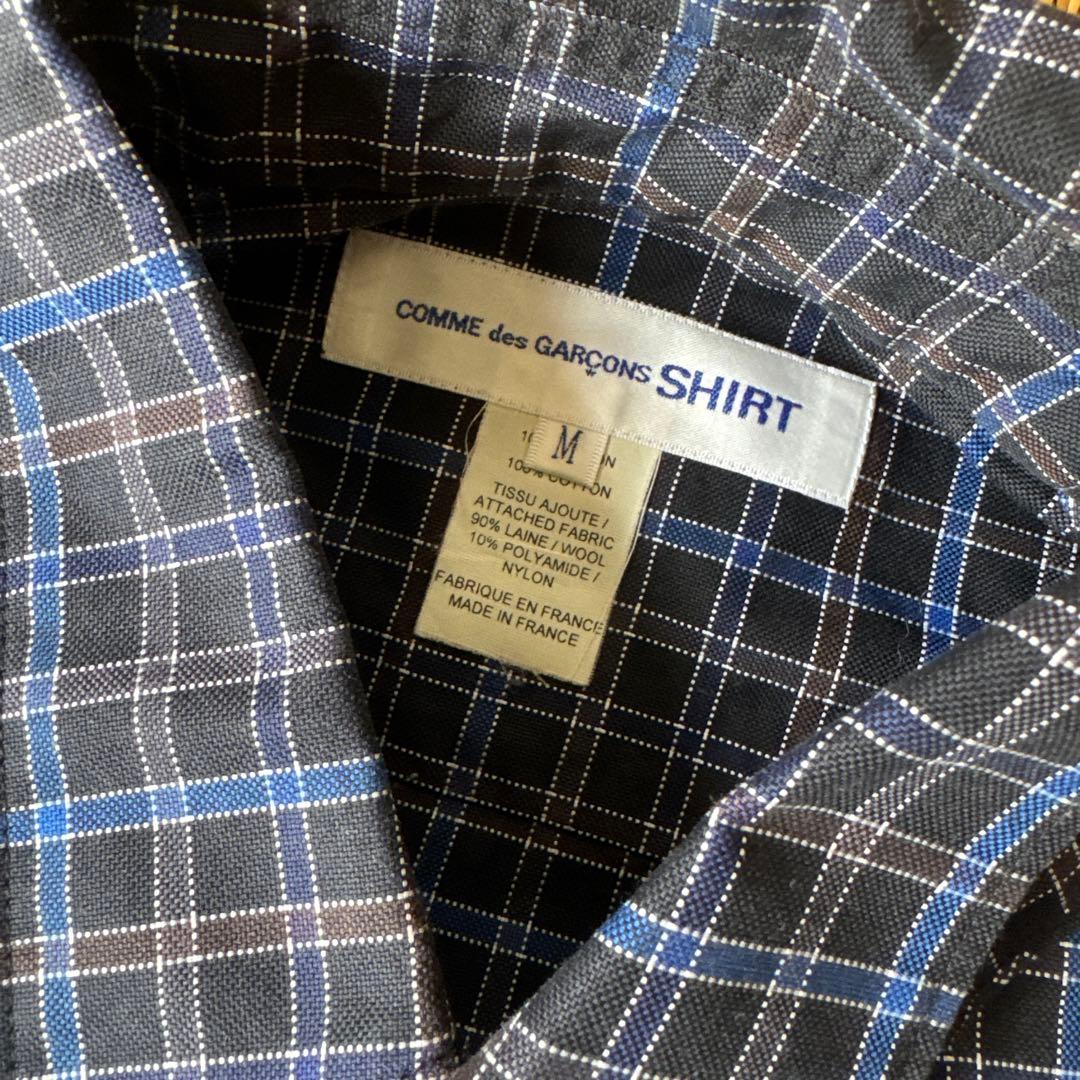 COMME des GARÇONS SHIRT
M
100% COTTON
TISSU AJOUTE /
ATTACHED FABRIC
90% LAINE / WOOL
10% POLYAMIDE /
NYLON
FABRIQUE EN FRANCE
MADE IN FRANCE